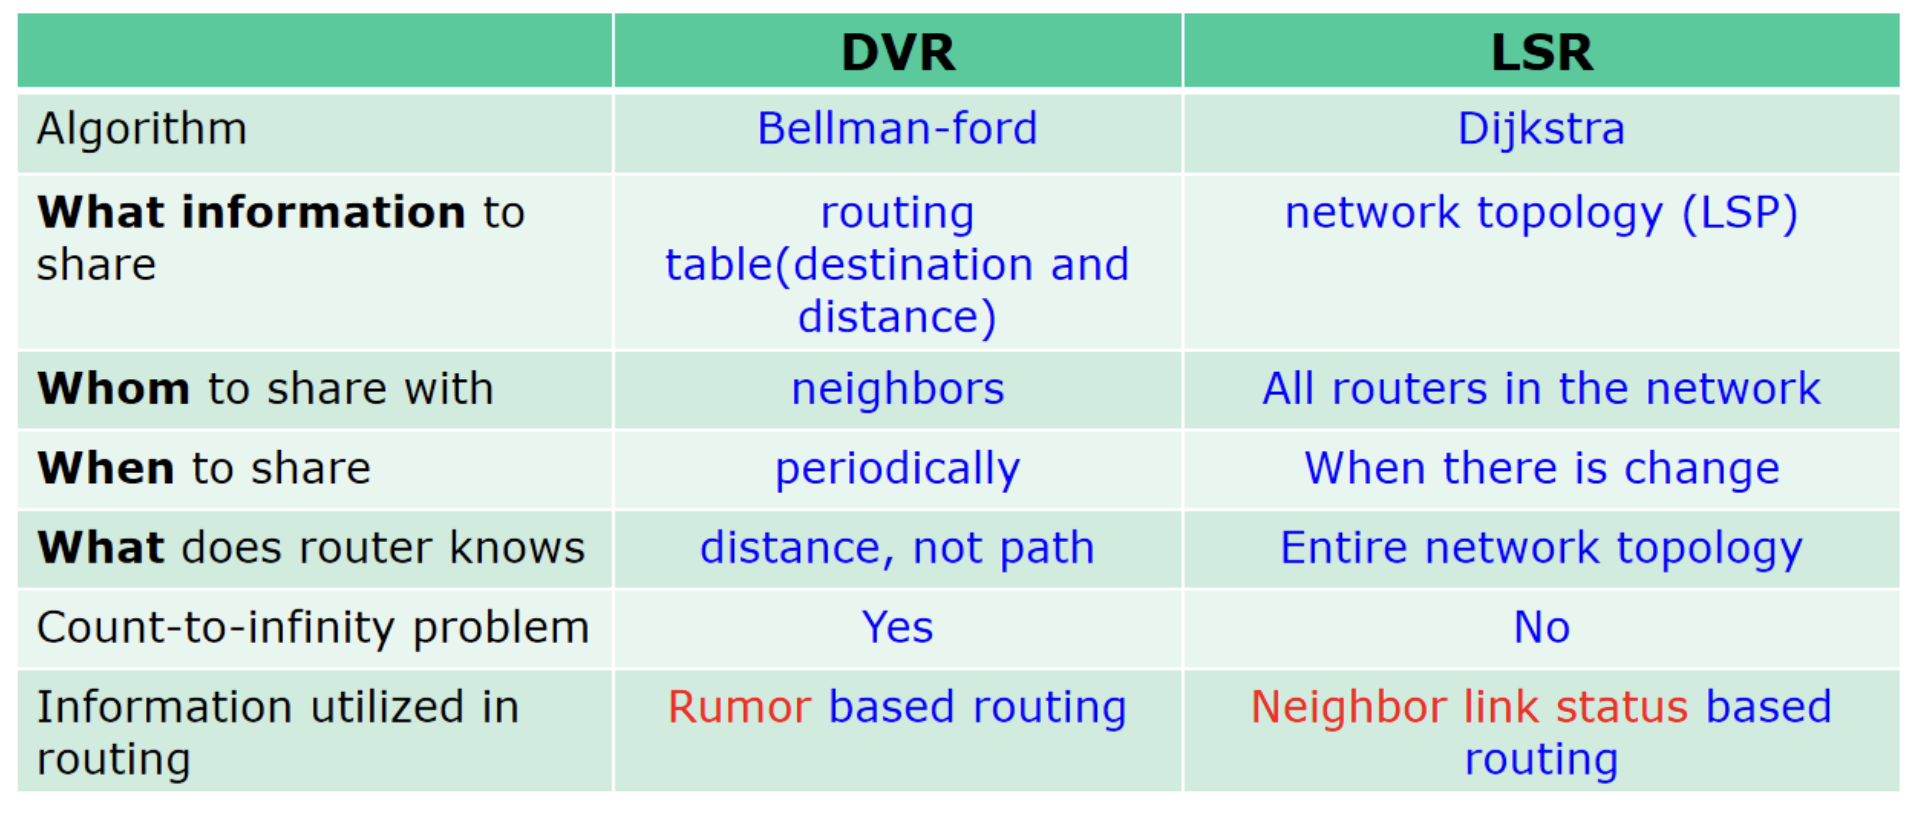 DVR LSR
Algorithm Bellman-ford Dijkstra
What information to share routing table(destination and distance) network topology (LSP)
Whom to share with neighbors All routers in the network
When to share periodically When there is change
What does router knows distance, not path Entire network topology
Count-to-infinity problem Yes No
Information utilized in routing Rumor based routing Neighbor link status based routing